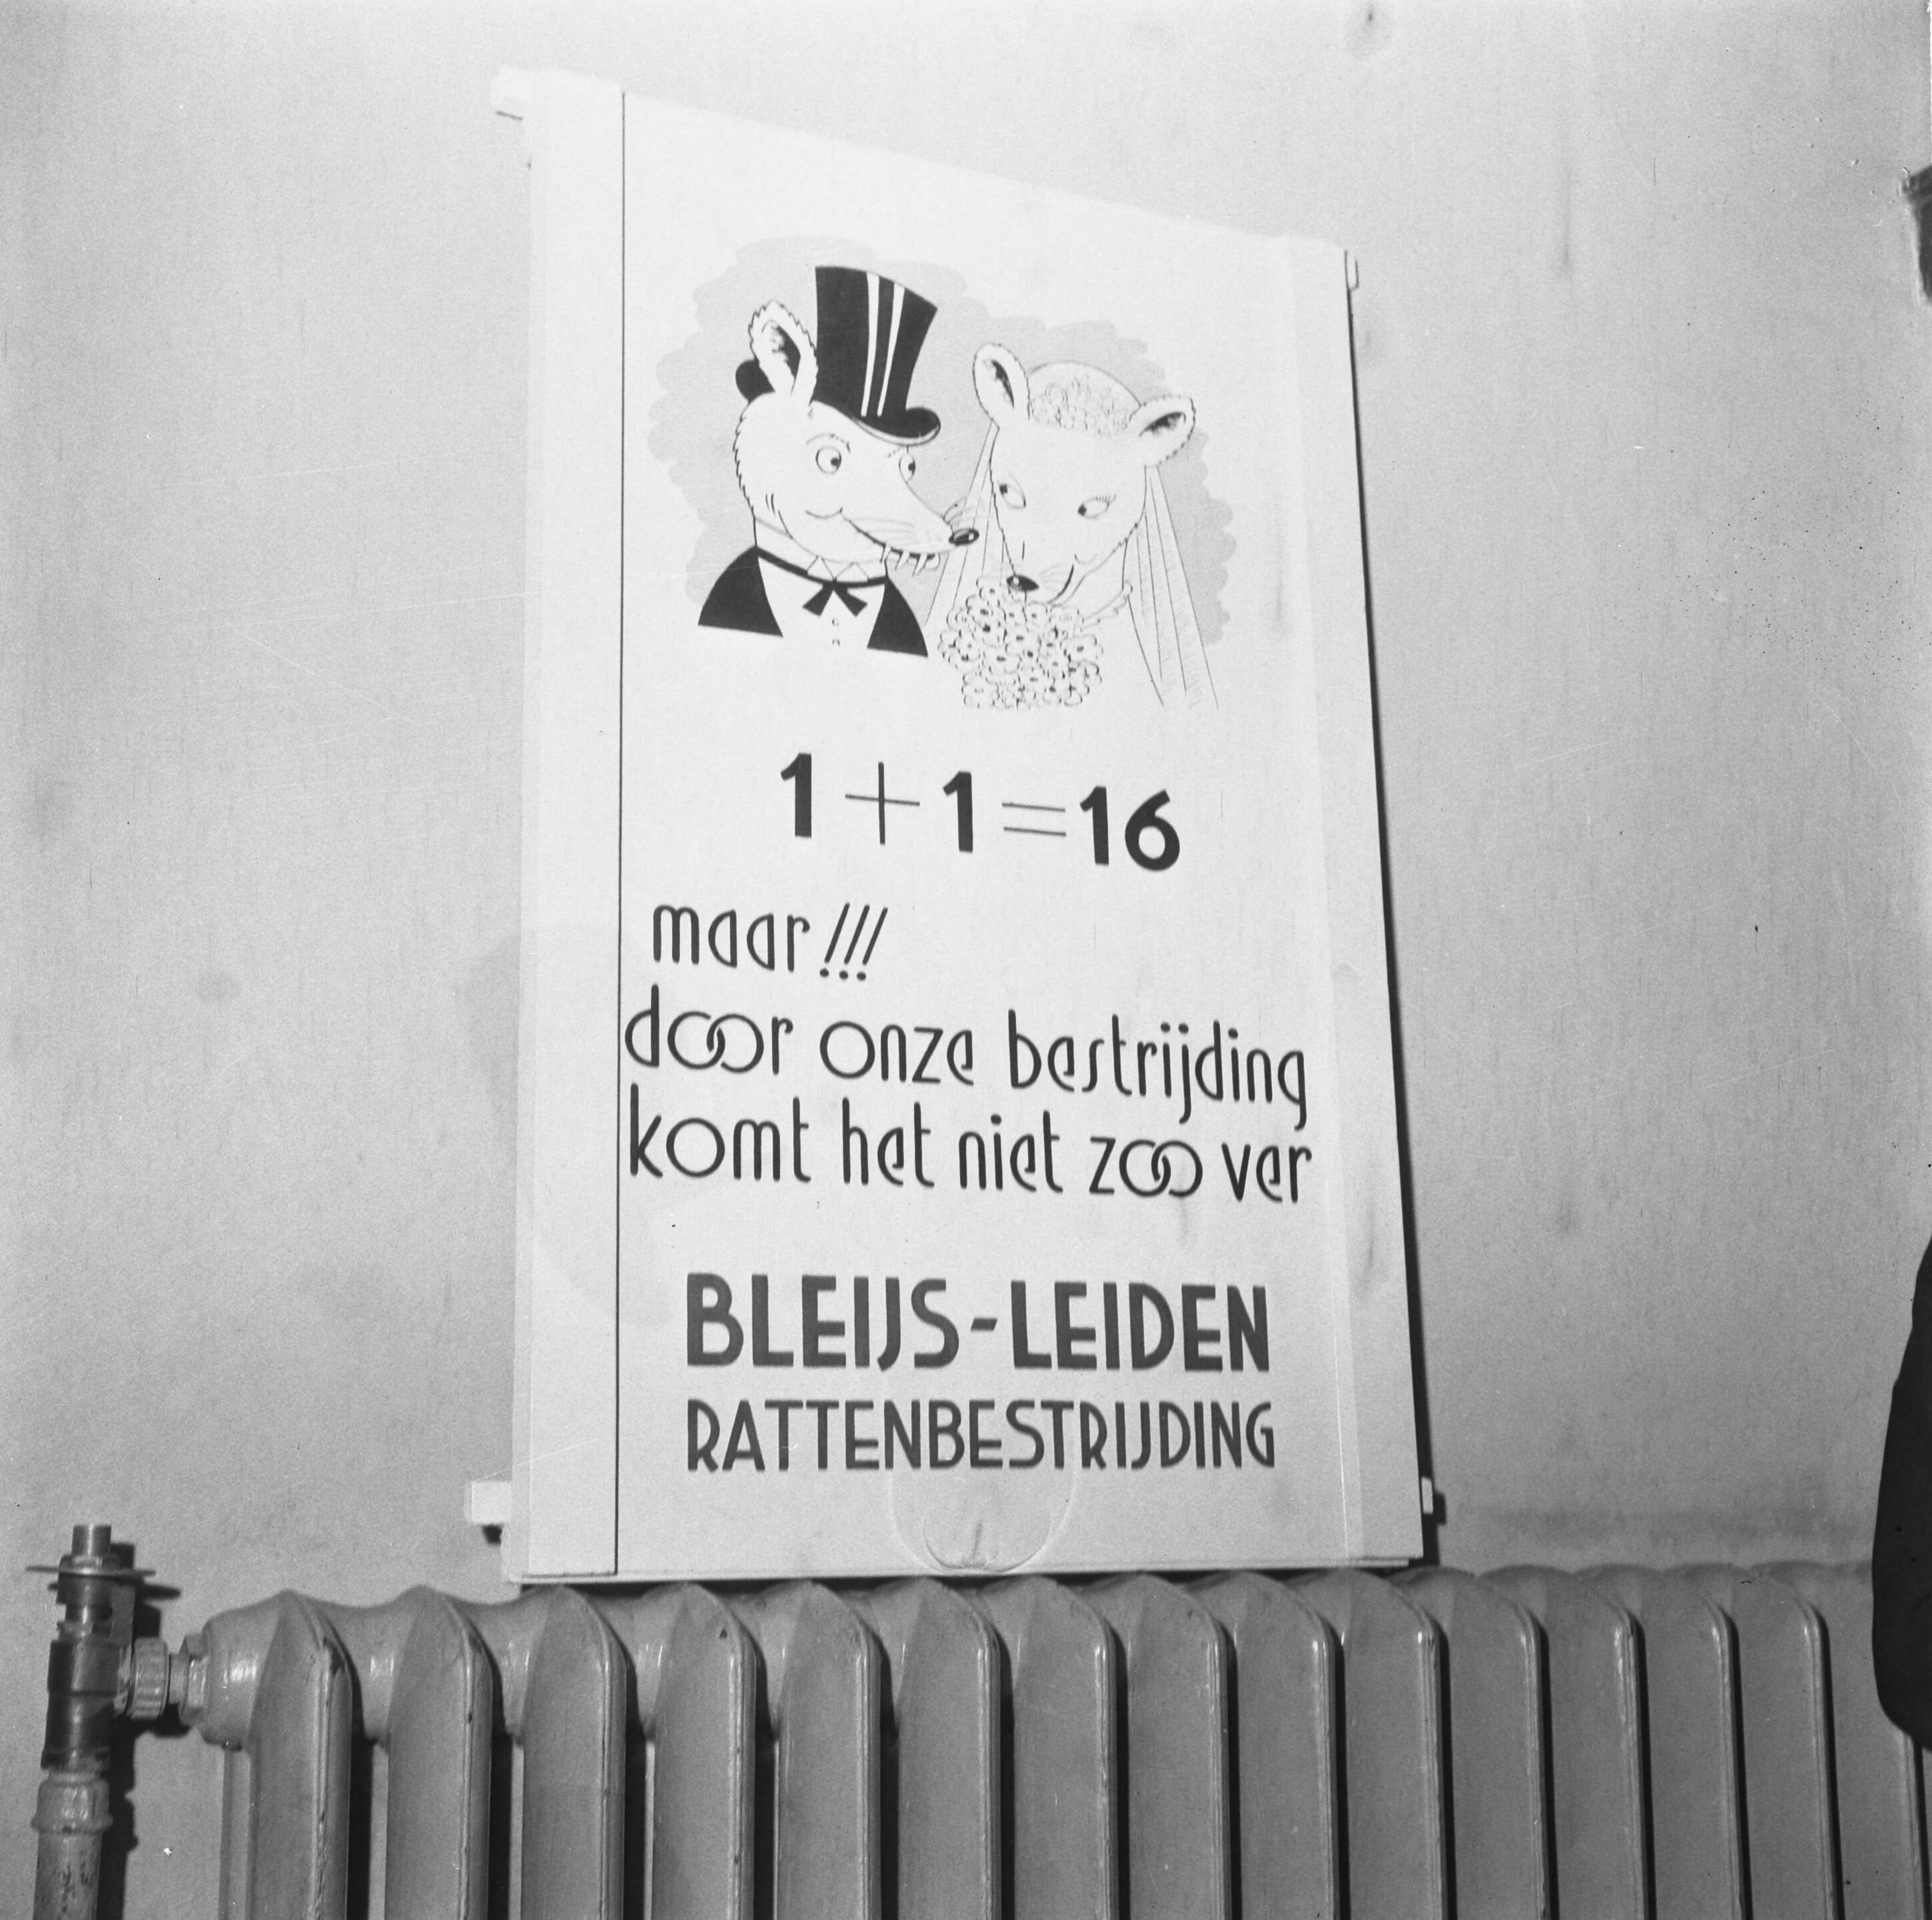 1+1=16
maar!!!
door onze bestrijding
komt het niet zoo ver
BLEIJS-LEIDEN
RATTENBESTRIJDING